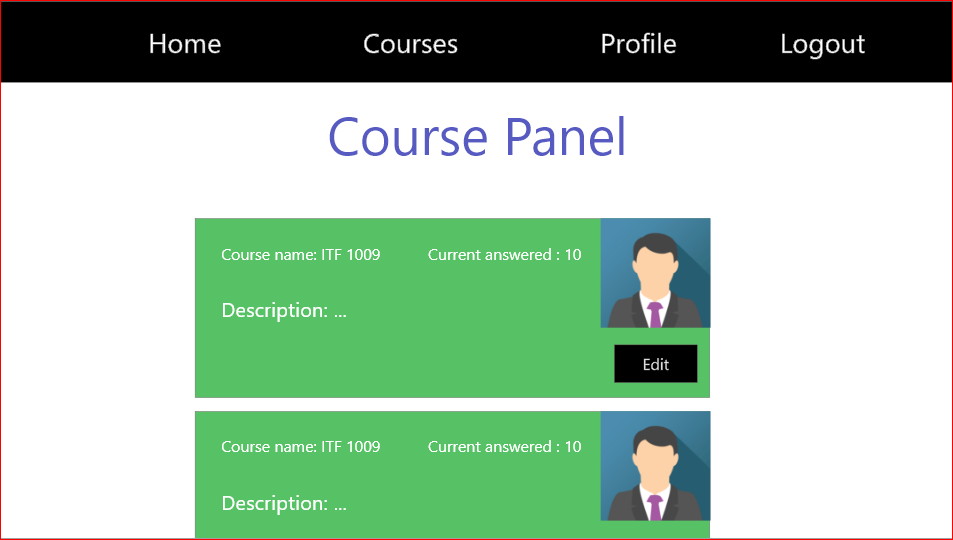 Home Courses Profile Logout
Course Panel
Course name: ITF 1009 Current answered : 10
Description: ...
Edit
Course name: ITF 1009 Current answered : 10
Description: ...